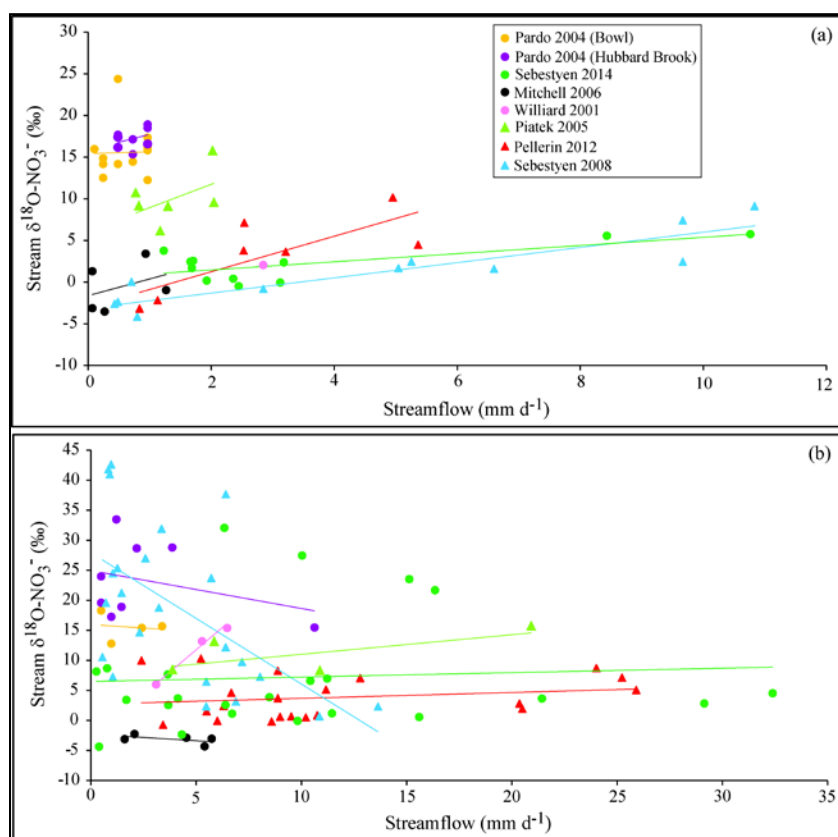 (a)
30
25
20
15
10
5
0
-5
-10
Stream δ¹⁸O-NO₃⁻ (‰)
Pardo 2004 (Bowl)
Pardo 2004 (Hubbard Brook)
Sebestyen 2014
Mitchell 2006
Williard 2001
Piatek 2005
Pellerin 2012
Sebestyen 2008
0 2 4 6 8 10 12
Streamflow (mm d⁻¹)
(b)
45
40
35
30
25
20
15
10
5
0
-5
-10
Stream δ¹⁸O-NO₃⁻ (‰)
0 5 10 15 20 25 30 35
Streamflow (mm d⁻¹)